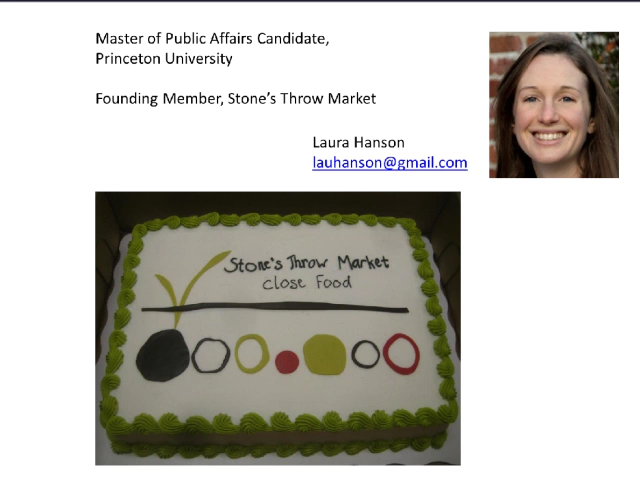 Master of Public Affairs Candidate,
Princeton University
Founding Member, Stone's Throw Market
Laura Hanson
lauhanson@gmail.com
Stone's Throw Market
close Food